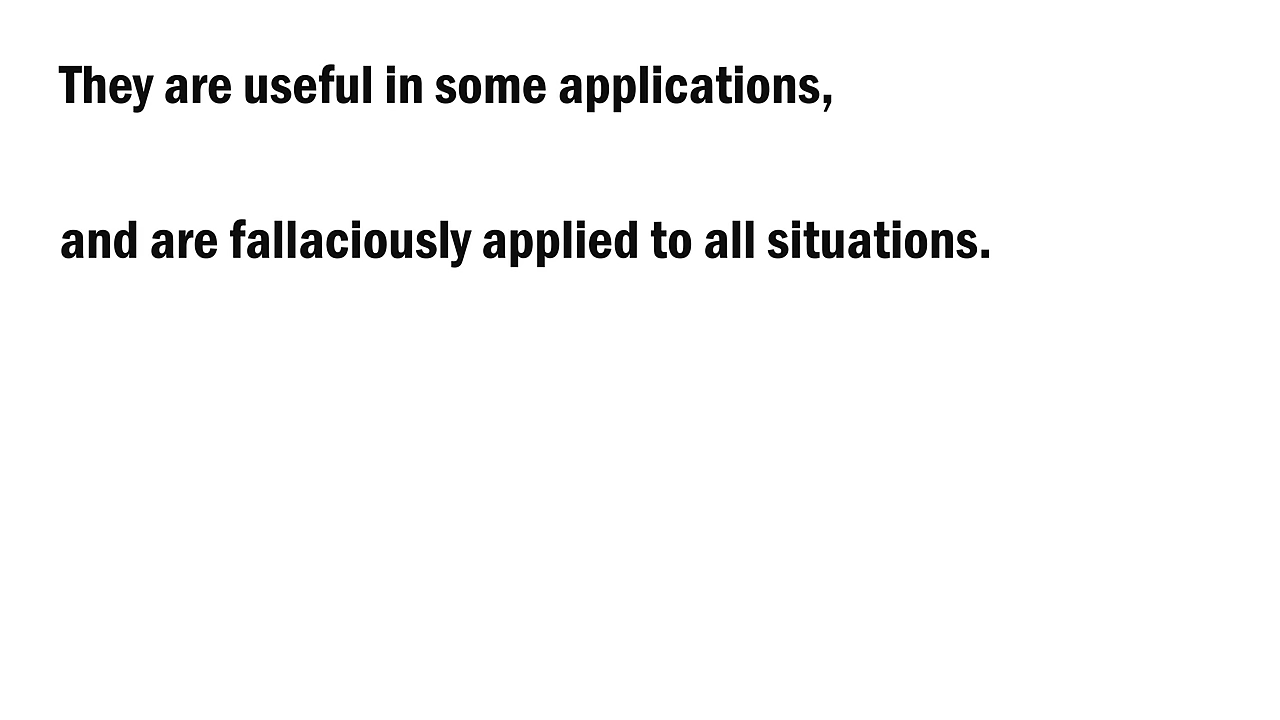 They are useful in some applications,
and are fallaciously applied to all situations.